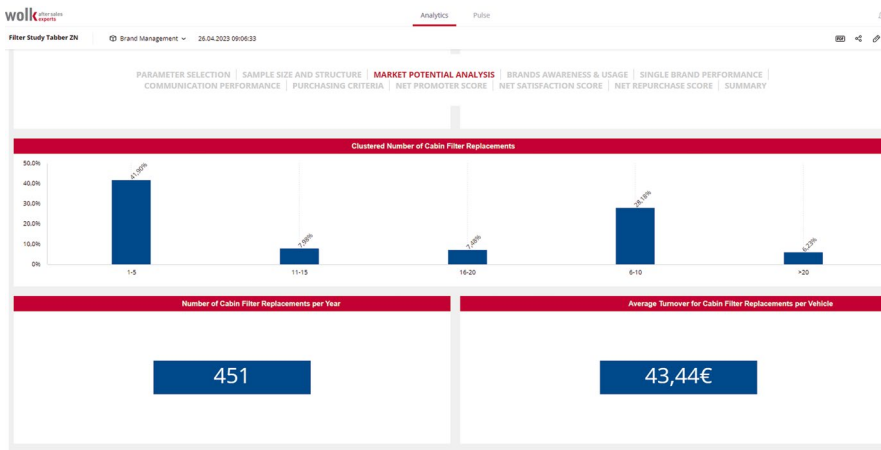 wolk after sales experts
Analytics Pulse
Filter Study Tabber ZN Brand Management 26.04.2023 09:06:33
PDF
PARAMETER SELECTION | SAMPLE SIZE AND STRUCTURE | MARKET POTENTIAL ANALYSIS | BRANDS AWARENESS & USAGE | SINGLE BRAND PERFORMANCE |
COMMUNICATION PERFORMANCE | PURCHASING CRITERIA | NET PROMOTER SCORE | NET SATISFACTION SCORE | NET REPURCHASE SCORE | SUMMARY
Clustered Number of Cabin Filter Replacements
50.0%
40.0%
30.0%
20.0%
10.0%
0%
41,90%
7,98%
7,48%
28,18%
6,23%
1-5 11-15 16-20 6-10 >20
Number of Cabin Filter Replacements per Year
Average Turnover for Cabin Filter Replacements per Vehicle
451
43,44€